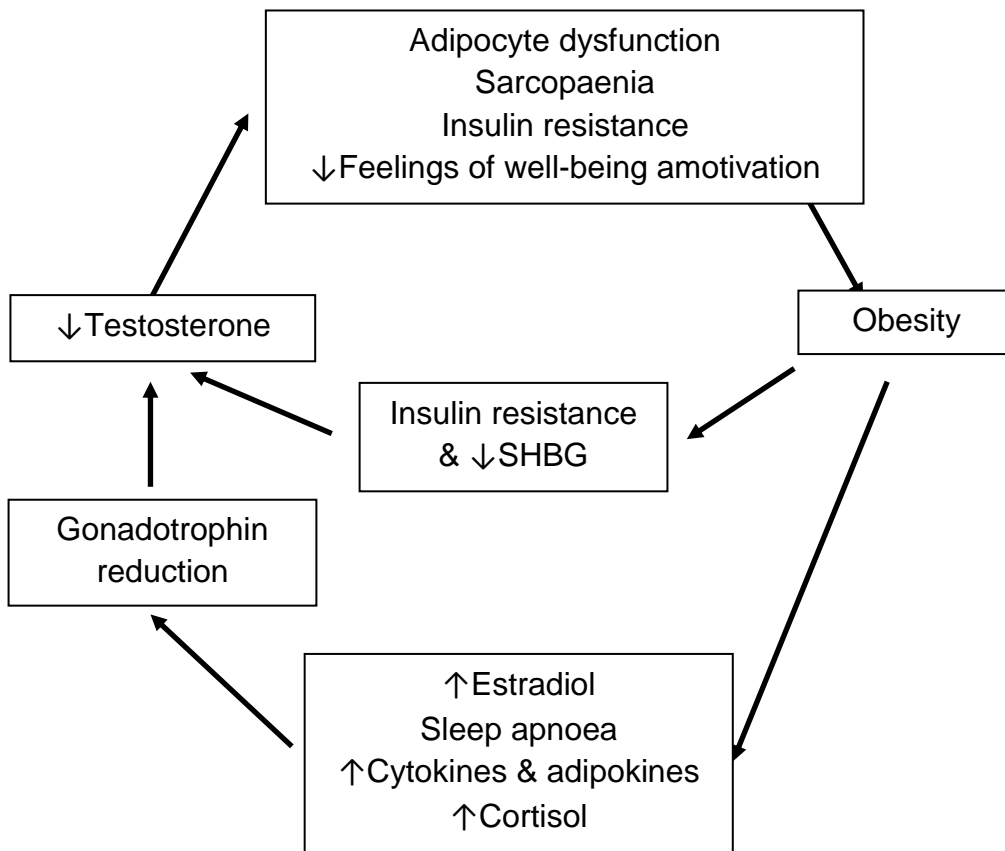 Adipocyte dysfunction
Sarcopaenia
Insulin resistance
↓Feelings of well-being amotivation
↓Testosterone
Obesity
Insulin resistance
& ↓SHBG
Gonadotrophin
reduction
↑Estradiol
Sleep apnoea
↑Cytokines & adipokines
↑Cortisol